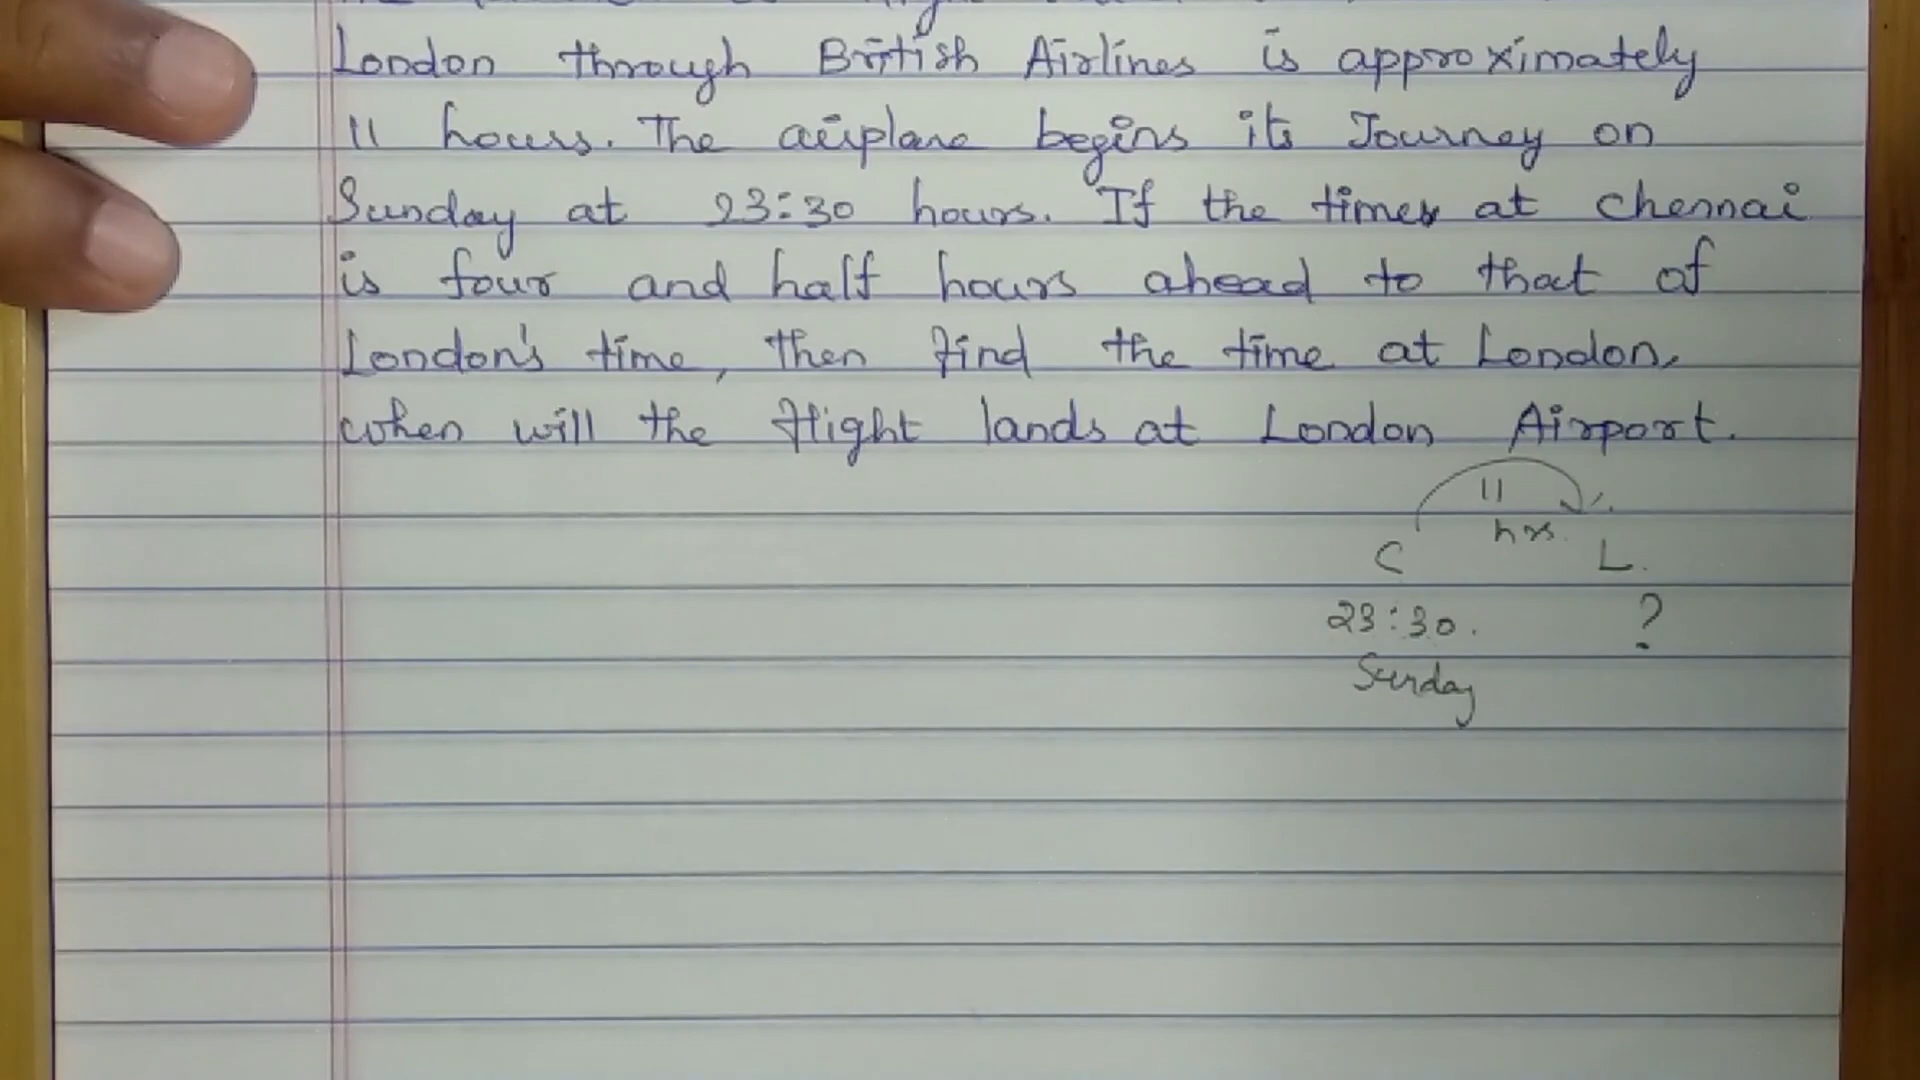 London through British Airlines is approximately
11 hours. The airplane begins its Journey on
Sunday at 23:30 hours. If the time at Chennai
is four and half hours ahead to that of
London's time, then find the time at London,
when will the flight lands at London Airport.
11
hrs.
C L.
23:30. ?
Sunday